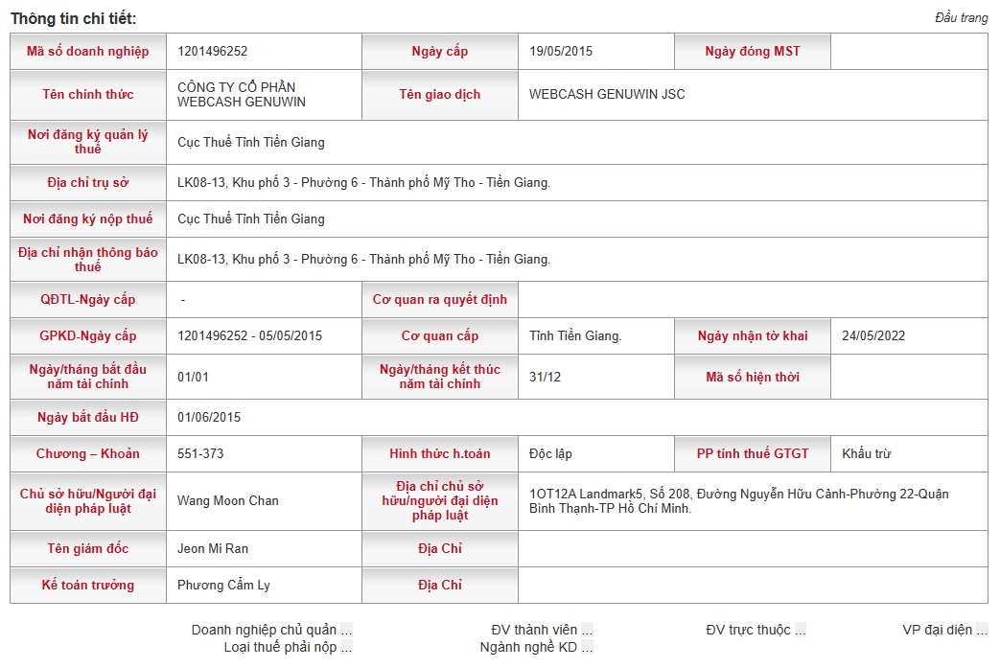 Thông tin chi tiết:
Đầu trang
Mã số doanh nghiệp 1201496252 Ngày cấp 19/05/2015 Ngày đóng MST
Tên chính thức
CÔNG TY CỔ PHẦN
WEBCASH GENUWIN
Tên giao dịch
WEBCASH GENUWIN JSC
Nơi đăng ký quản lý
thuế
Cục Thuế Tỉnh Tiền Giang
Địa chỉ trụ sở LK08-13, Khu phố 3 - Phường 6 - Thành phố Mỹ Tho - Tiền Giang.
Nơi đăng ký nộp thuế Cục Thuế Tỉnh Tiền Giang
Địa chỉ nhận thông báo
thuế
LK08-13, Khu phố 3 - Phường 6 - Thành phố Mỹ Tho - Tiền Giang.
QĐTL-Ngày cấp - Cơ quan ra quyết định
GPKD-Ngày cấp 1201496252 - 05/05/2015 Cơ quan cấp Tỉnh Tiền Giang. Ngày nhận tờ khai 24/05/2022
Ngày/tháng bắt đầu
năm tài chính
01/01
Ngày/tháng kết thúc
năm tài chính
31/12
Mã số hiện thời
Ngày bắt đầu HĐ 01/06/2015
Chương – Khoản 551-373 Hình thức h.toán Độc lập PP tính thuế GTGT Khấu trừ
Chủ sở hữu/Người đại
diện pháp luật
Wang Moon Chan
Địa chỉ chủ sở
hữu/người đại diện
pháp luật
1OT12A Landmark5, Số 208, Đường Nguyễn Hữu Cảnh-Phường 22-Quận
Bình Thạnh-TP Hồ Chí Minh.
Tên giám đốc Jeon Mi Ran Địa Chỉ
Kế toán trưởng Phương Cẩm Ly Địa Chỉ
Doanh nghiệp chủ quản ... ĐV thành viên ... ĐV trực thuộc ... VP đại diện ...
Loại thuế phải nộp ... Ngành nghề KD ...